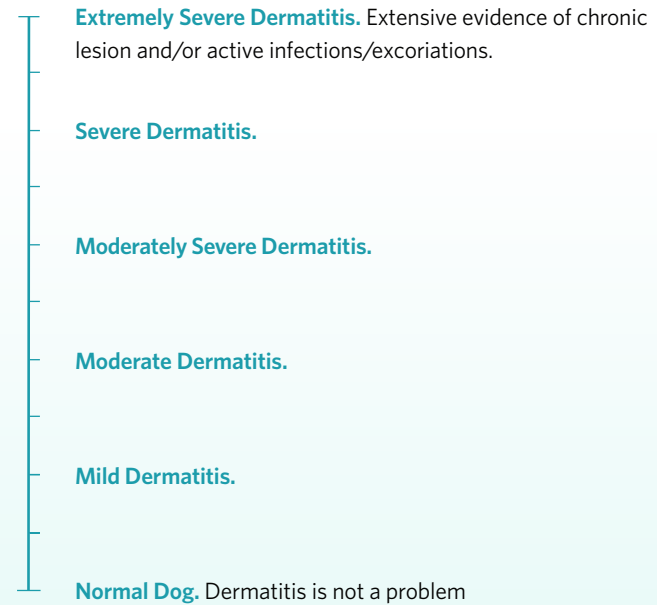 Extremely Severe Dermatitis. Extensive evidence of chronic
lesion and/or active infections/excoriations.
Severe Dermatitis.
Moderately Severe Dermatitis.
Moderate Dermatitis.
Mild Dermatitis.
Normal Dog. Dermatitis is not a problem